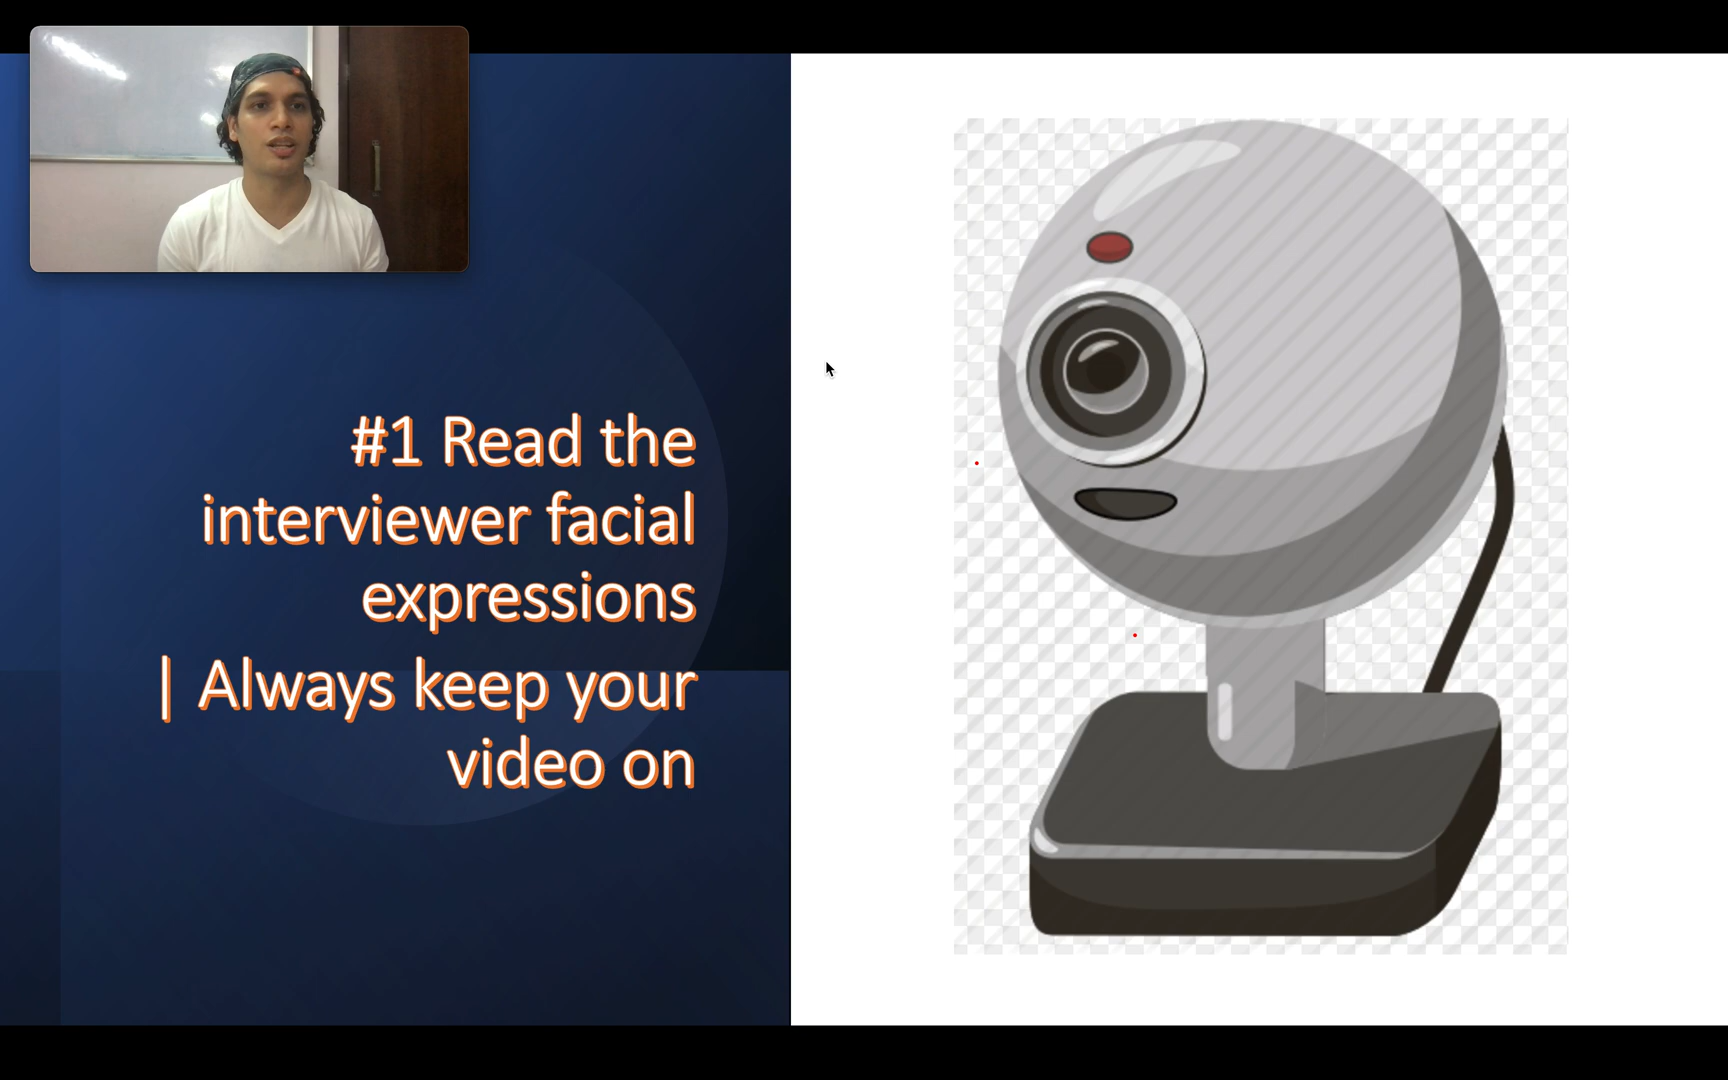 #1 Read the
interviewer facial
expressions
| Always keep your
video on